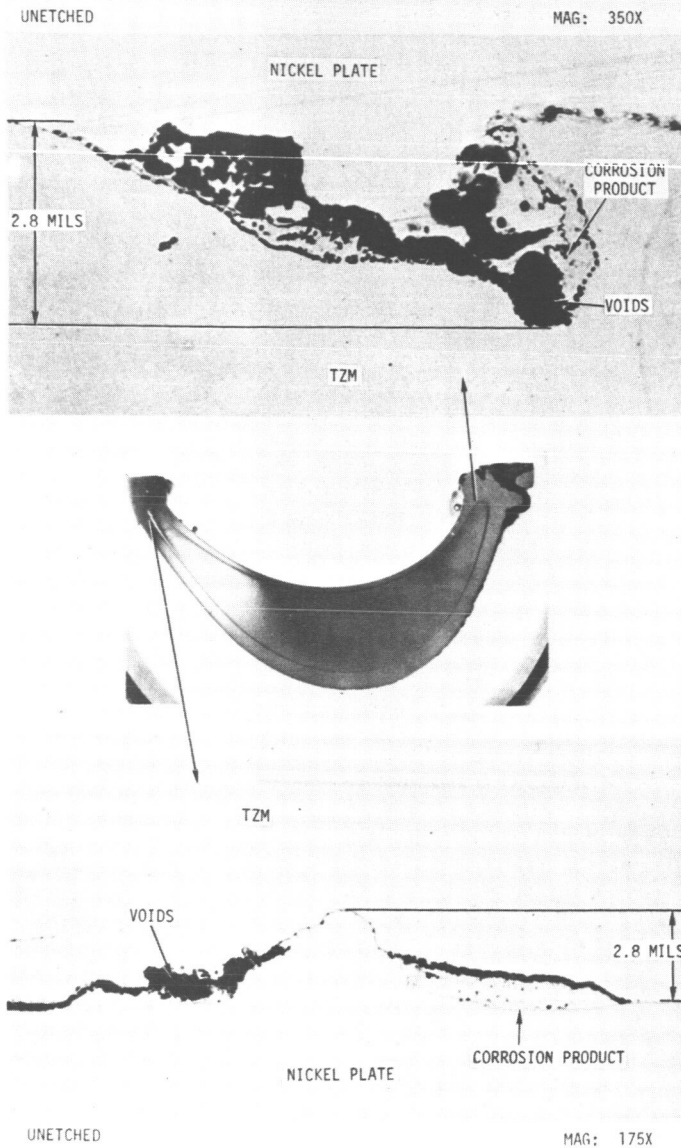 UNETCHED MAG: 350X
NICKEL PLATE
CORROSION
PRODUCT
2.8 MILS
VOIDS
TZM
TZM
VOIDS
2.8 MILS
CORROSION PRODUCT
NICKEL PLATE
UNETCHED MAG: 175X